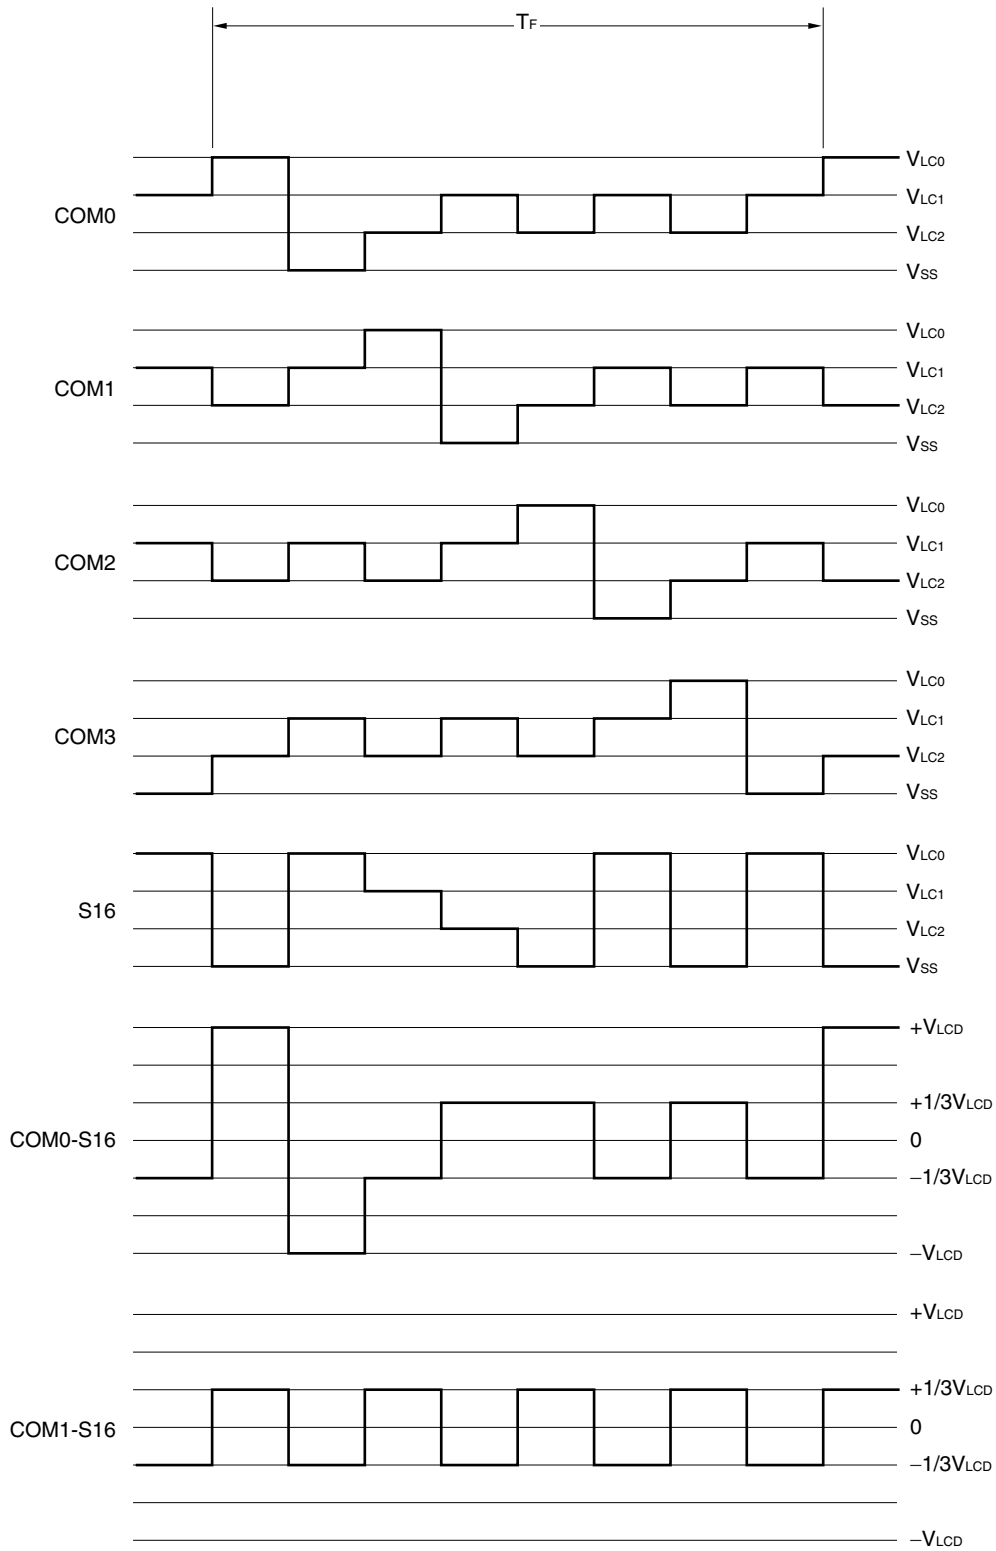 TF
VLC0
VLC1
COM0
VLC2
VSS
VLC0
VLC1
COM1
VLC2
VSS
VLC0
VLC1
COM2
VLC2
VSS
VLC0
VLC1
COM3
VLC2
VSS
VLC0
VLC1
S16
VLC2
VSS
+VLCD
+1/3VLCD
COM0-S16
0
−1/3VLCD
−VLCD
+VLCD
+1/3VLCD
COM1-S16
0
−1/3VLCD
−VLCD